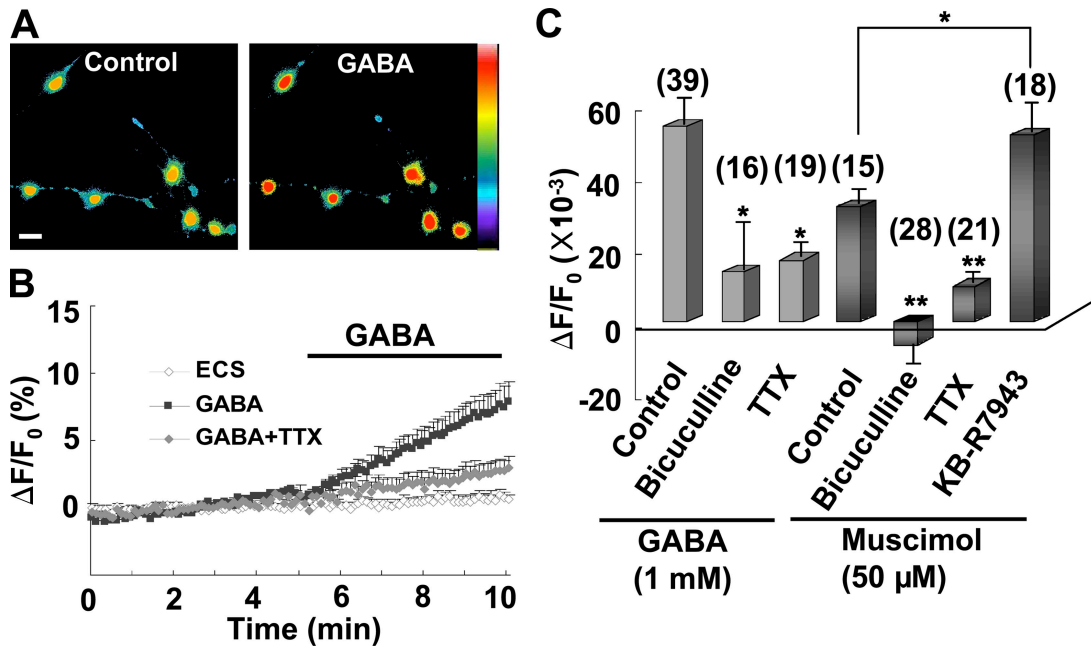 A
Control
GABA
B
15
10
5
0
ΔF/F0 (%)
GABA
ECS
GABA
GABA+TTX
0 2 4 6 8 10
Time (min)
C
*
(39)
(16)
(19)
(15)
(28)
(21)
(18)
*
*
**
**
60
40
20
0
-20
ΔF/F0 (X10-3)
Control
Bicuculline
TTX
Control
Bicuculline
TTX
KB-R7943
GABA
(1 mM)
Muscimol
(50 µM)